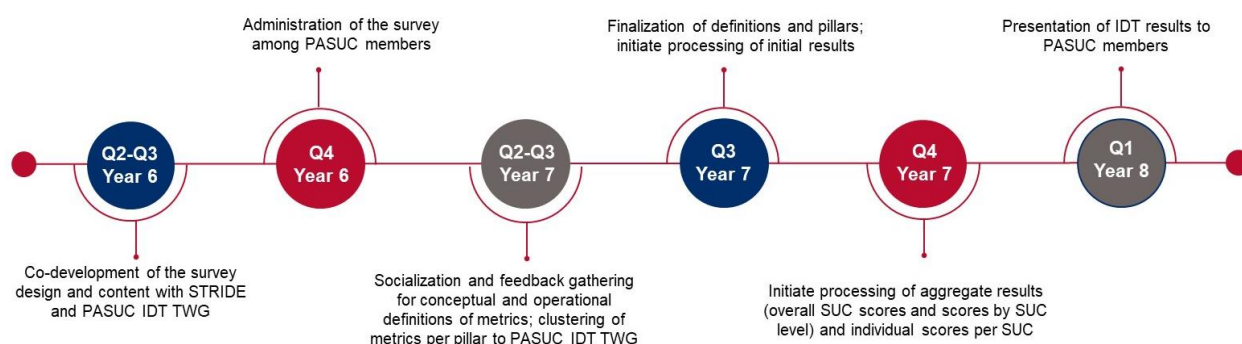 Administration of the survey
among PASUC members
Finalization of definitions and pillars;
initiate processing of initial results
Presentation of IDT results to
PASUC members
Q2-Q3
Year 6
Q4
Year 6
Q2-Q3
Year 7
Q3
Year 7
Q4
Year 7
Q1
Year 8
Co-development of the survey
design and content with STRIDE
and PASUC IDT TWG
Socialization and feedback gathering
for conceptual and operational
definitions of metrics; clustering of
metrics per pillar to PASUC IDT TWG
Initiate processing of aggregate results
(overall SUC scores and scores by SUC
level) and individual scores per SUC